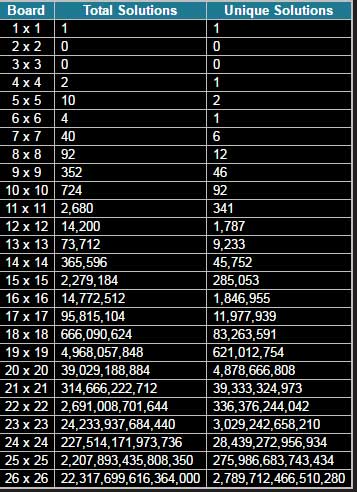 Board Total Solutions Unique Solutions
1 x 1 1 1
2 x 2 0 0
3 x 3 0 0
4 x 4 2 1
5 x 5 10 2
6 x 6 4 1
7 x 7 40 6
8 x 8 92 12
9 x 9 352 46
10 x 10 724 92
11 x 11 2,680 341
12 x 12 14,200 1,787
13 x 13 73,712 9,233
14 x 14 365,596 45,752
15 x 15 2,279,184 285,053
16 x 16 14,772,512 1,846,955
17 x 17 95,815,104 11,977,939
18 x 18 666,090,624 83,263,591
19 x 19 4,968,057,848 621,012,754
20 x 20 39,029,188,884 4,878,666,808
21 x 21 314,666,222,712 39,333,324,973
22 x 22 2,691,008,701,644 336,376,244,042
23 x 23 24,233,937,684,440 3,029,242,658,210
24 x 24 227,514,171,973,736 28,439,272,956,934
25 x 25 2,207,893,435,808,350 275,986,683,743,434
26 x 26 22,317,699,616,364,000 2,789,712,466,510,280